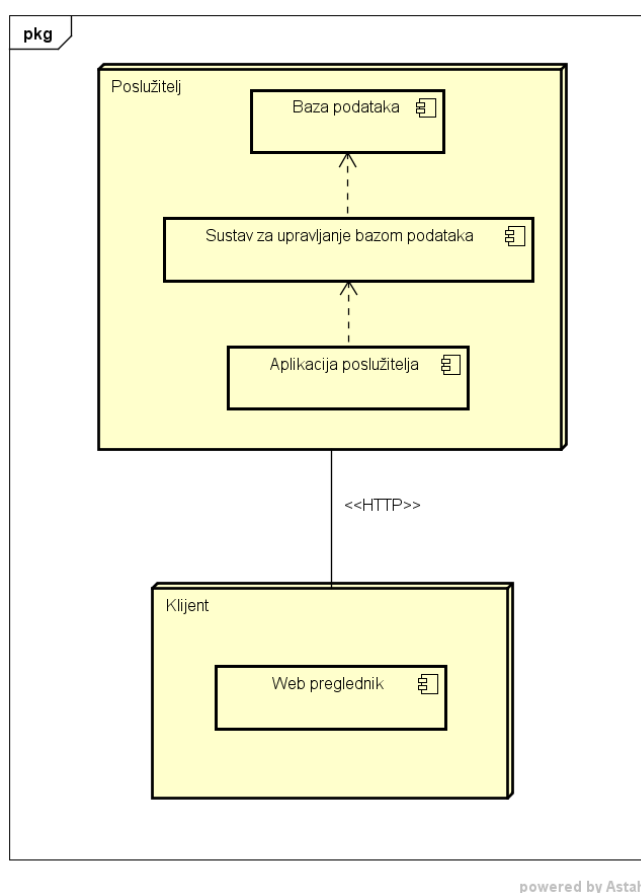 pkg
Poslužitelj
Baza podataka
Sustav za upravljanje bazom podataka
Aplikacija poslužitelja
<<HTTP>>
Klijent
Web preglednik
powered by Astah